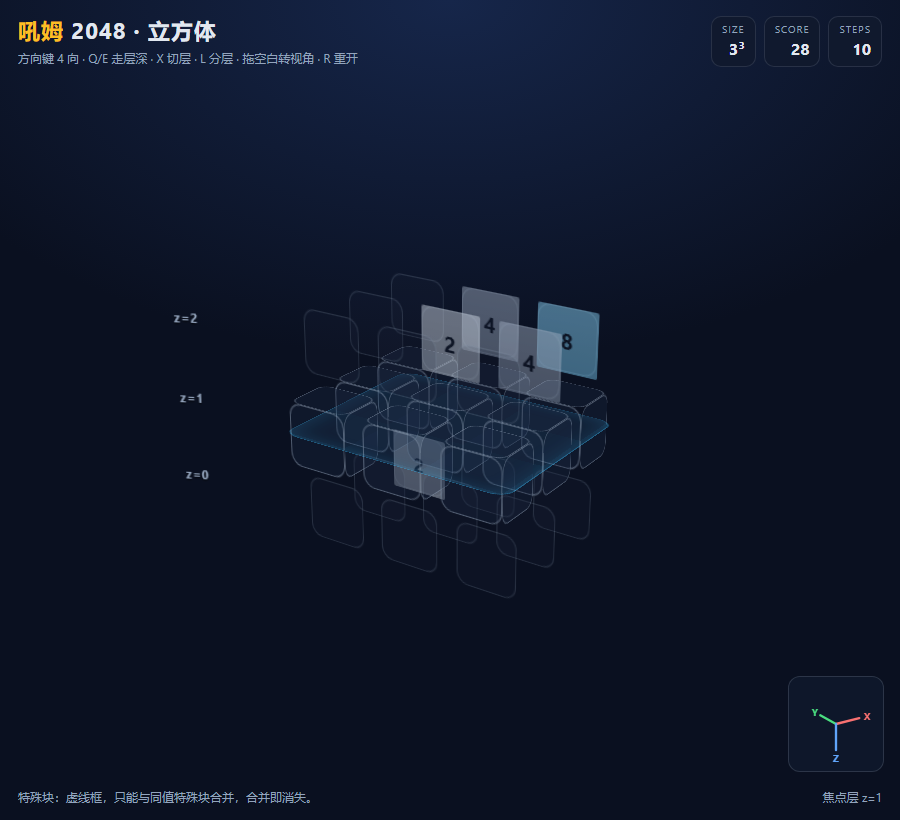 吼姆 2048 · 立方体
方向键 4 向 · Q/E 走层深 · X 切层 · L 分层 · 拖空白转视角 · R 重开
SIZE
3³
SCORE
28
STEPS
10
z=2
z=1
z=0
4
8
2
4
2
Y
X
Z
特殊块：虚线框，只能与同值特殊块合并，合并即消失。
焦点层 z=1